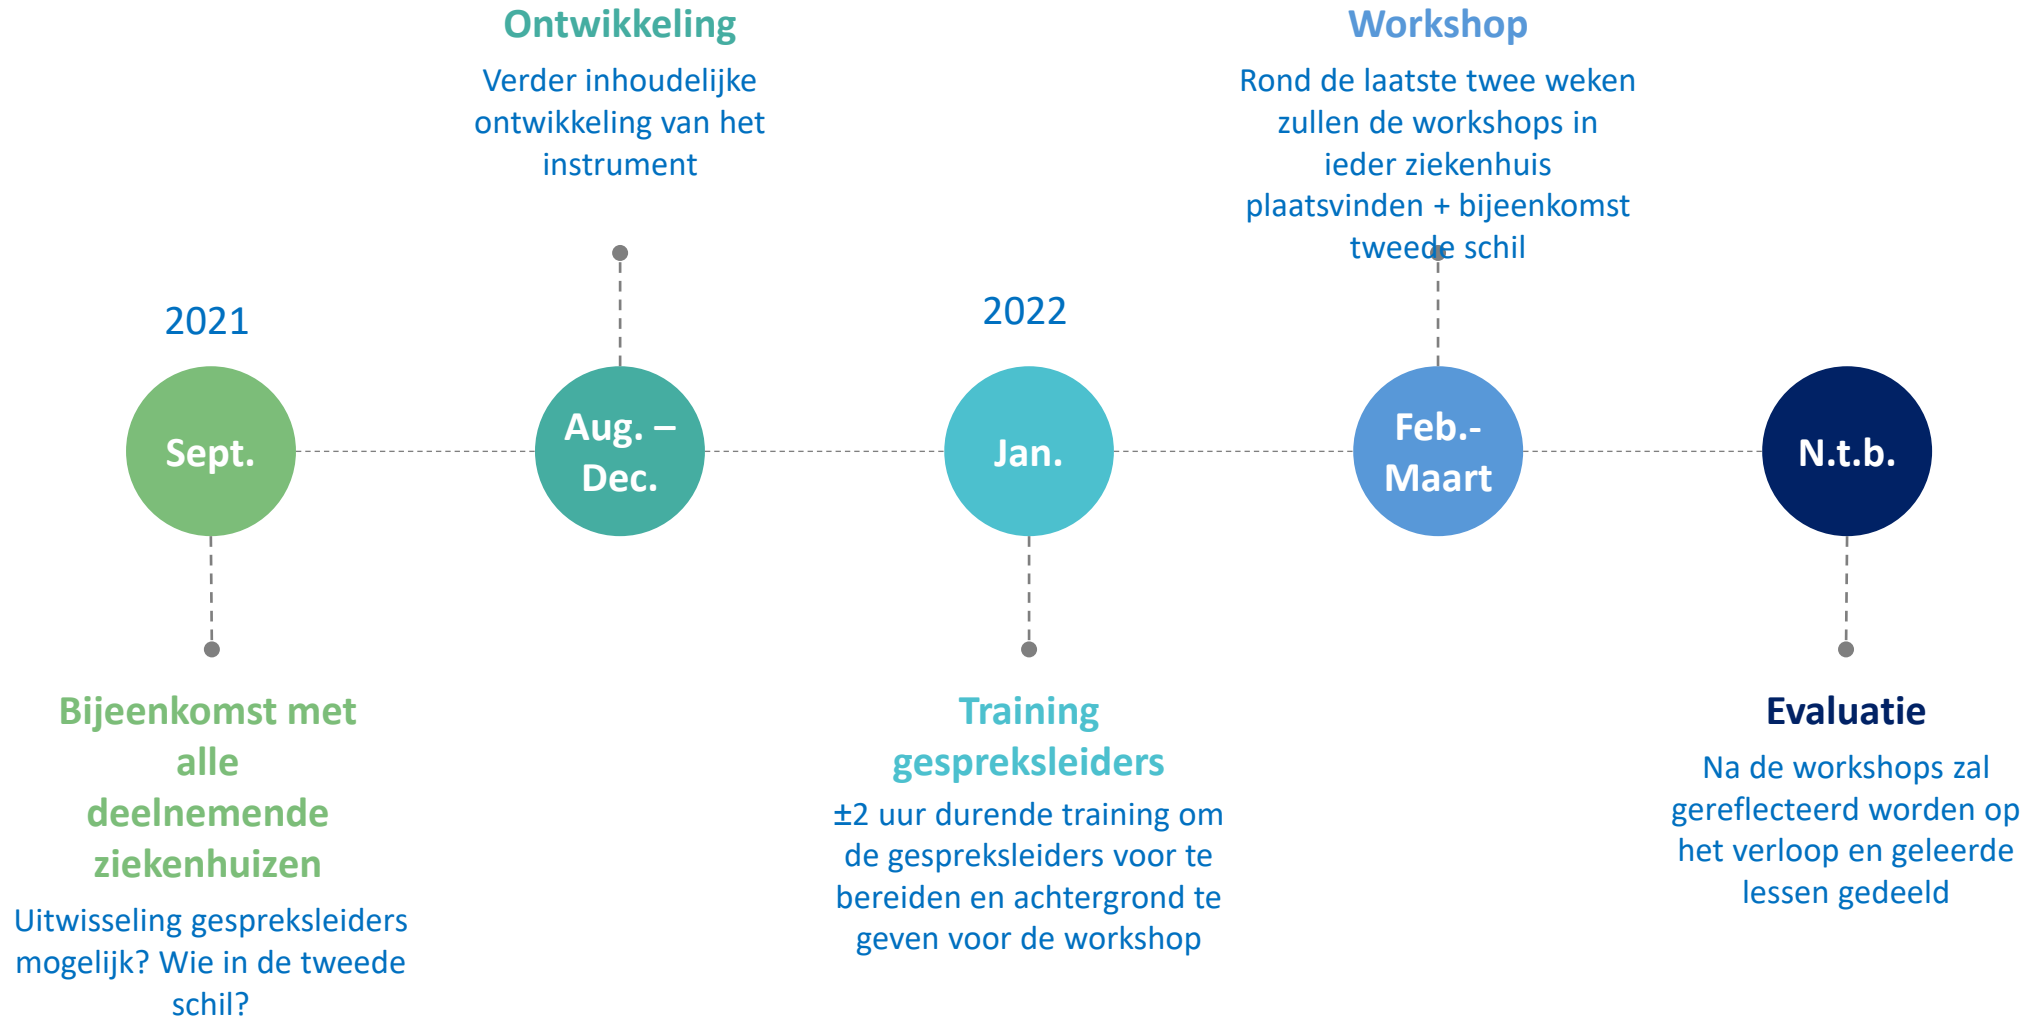 Ontwikkeling
Verder inhoudelijke
ontwikkeling van het
instrument
Workshop
Rond de laatste twee weken
zullen de workshops in
ieder ziekenhuis
plaatsvinden + bijeenkomst
tweede schil
2021
2022
Sept.
Aug. –
Dec.
Jan.
Feb.-
Maart
N.t.b.
Bijeenkomst met
alle
deelnemende
ziekenhuizen
Uitwisseling gespreksleiders
mogelijk? Wie in de tweede
schil?
Training
gespreksleiders
±2 uur durende training om
de gespreksleiders voor te
bereiden en achtergrond te
geven voor de workshop
Evaluatie
Na de workshops zal
gereflecteerd worden op
het verloop en geleerde
lessen gedeeld